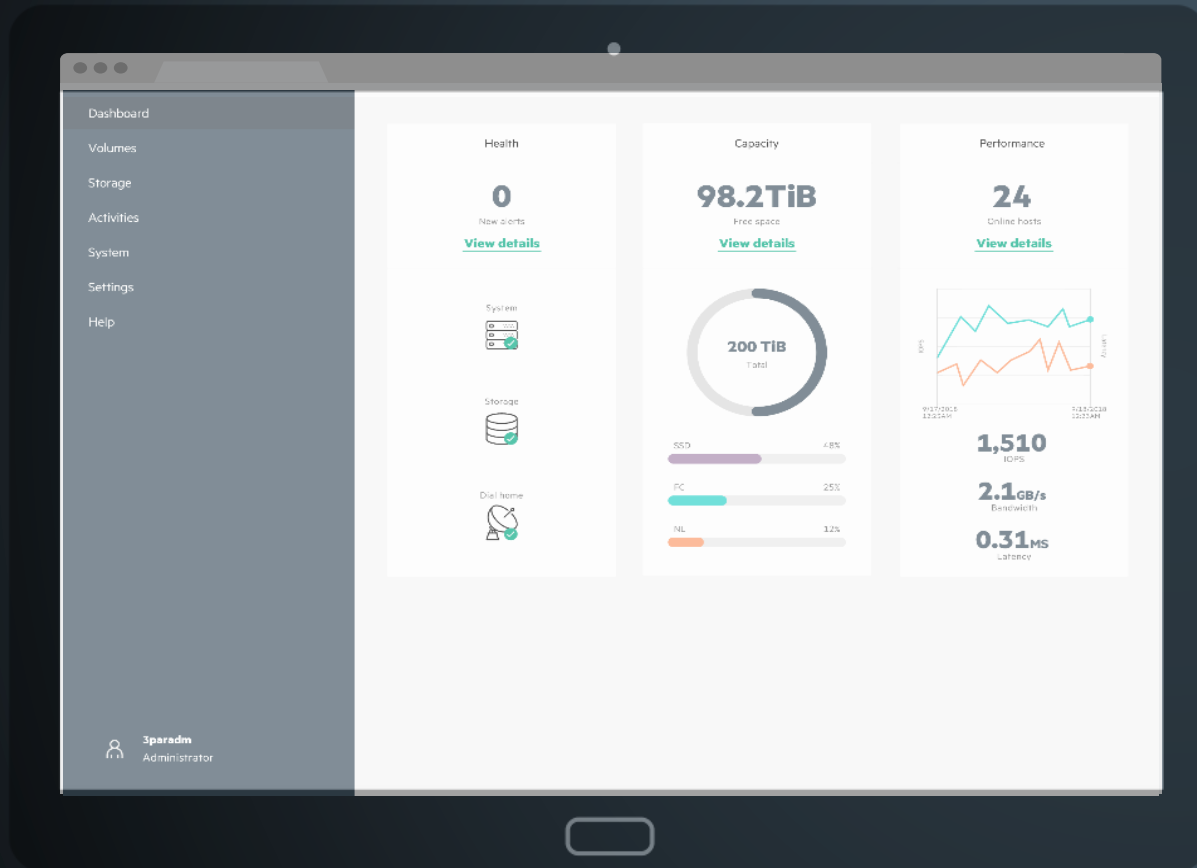 Dashboard
Volumes
Storage
Activities
System
Settings
Help
3paradm
Administrator
Health
0
New alerts
View details
System
Storage
Dial home
Capacity
98.2TiB
Free space
View details
200 TiB
Total
SSD 48%
FC 25%
NL 12%
Performance
24
Online hosts
View details
IOPS
Latency
1,510
IOPS
2.1GB/s
Bandwidth
0.31MS
Latency